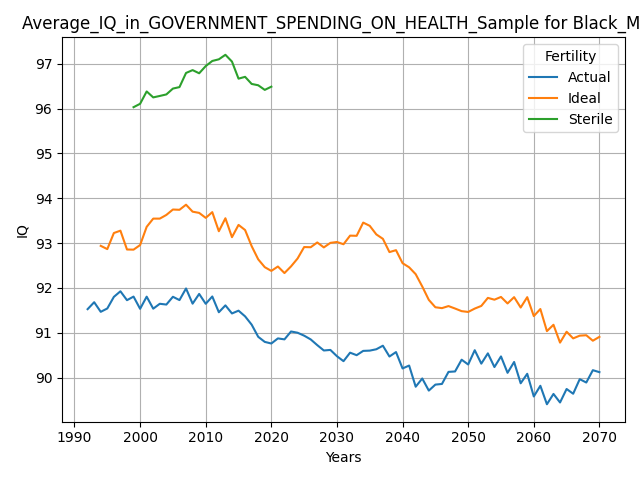 Average_IQ_in_GOVERNMENT_SPENDING_ON_HEALTH_Sample for Black_M
Fertility
Actual
Ideal
Sterile
IQ
97
96
95
94
93
92
91
90
1990 2000 2010 2020 2030 2040 2050 2060 2070
Years